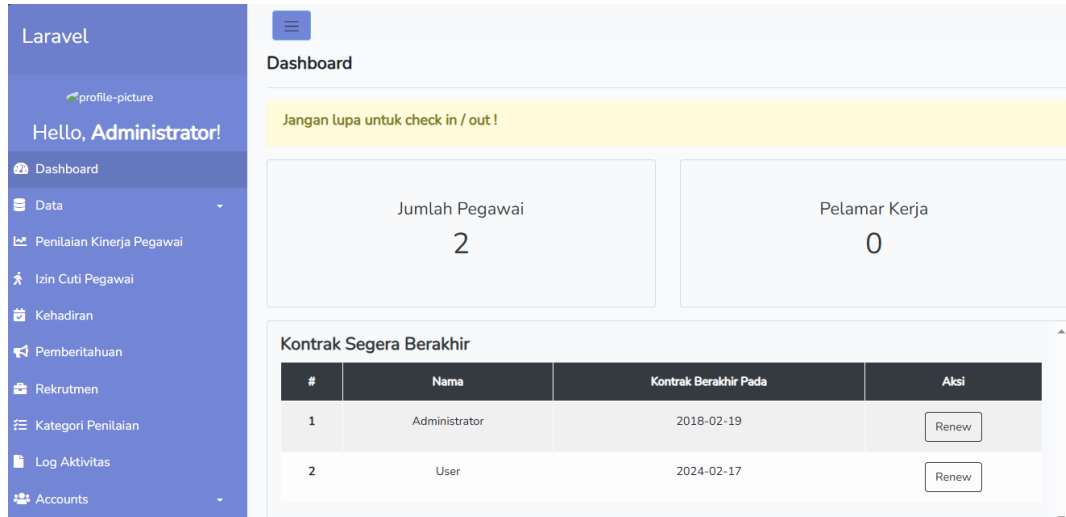 Laravel
profile-picture
Hello, Administrator!
Dashboard
Data
Penilaian Kinerja Pegawai
Izin Cuti Pegawai
Kehadiran
Pemberitahuan
Rekrutmen
Kategori Penilaian
Log Aktivitas
Accounts
Dashboard
Jangan lupa untuk check in / out !
Jumlah Pegawai
2
Pelamar Kerja
0
Kontrak Segera Berakhir
# Nama Kontrak Berakhir Pada Aksi
1 Administrator 2018-02-19 Renew
2 User 2024-02-17 Renew